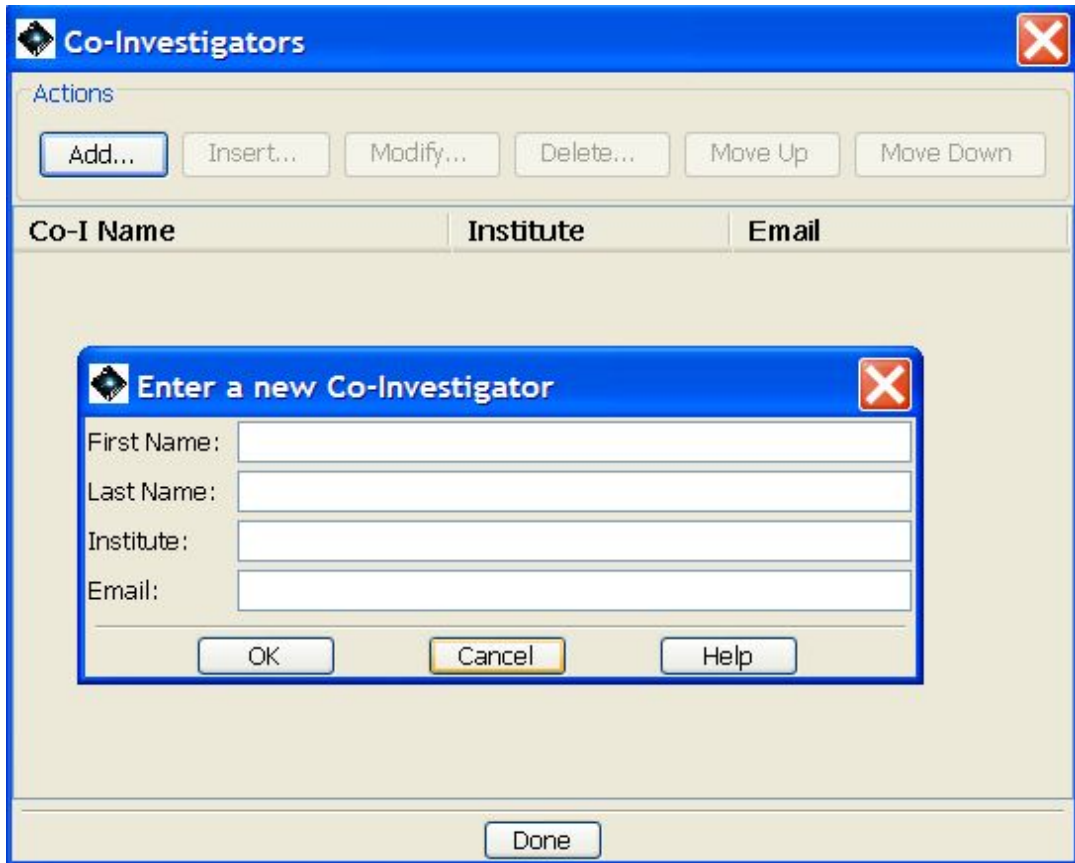 Co-Investigators
Actions
Add... Insert... Modify... Delete... Move Up Move Down
Co-I Name Institute Email
Enter a new Co-Investigator
First Name:
Last Name:
Institute:
Email:
OK Cancel Help
Done